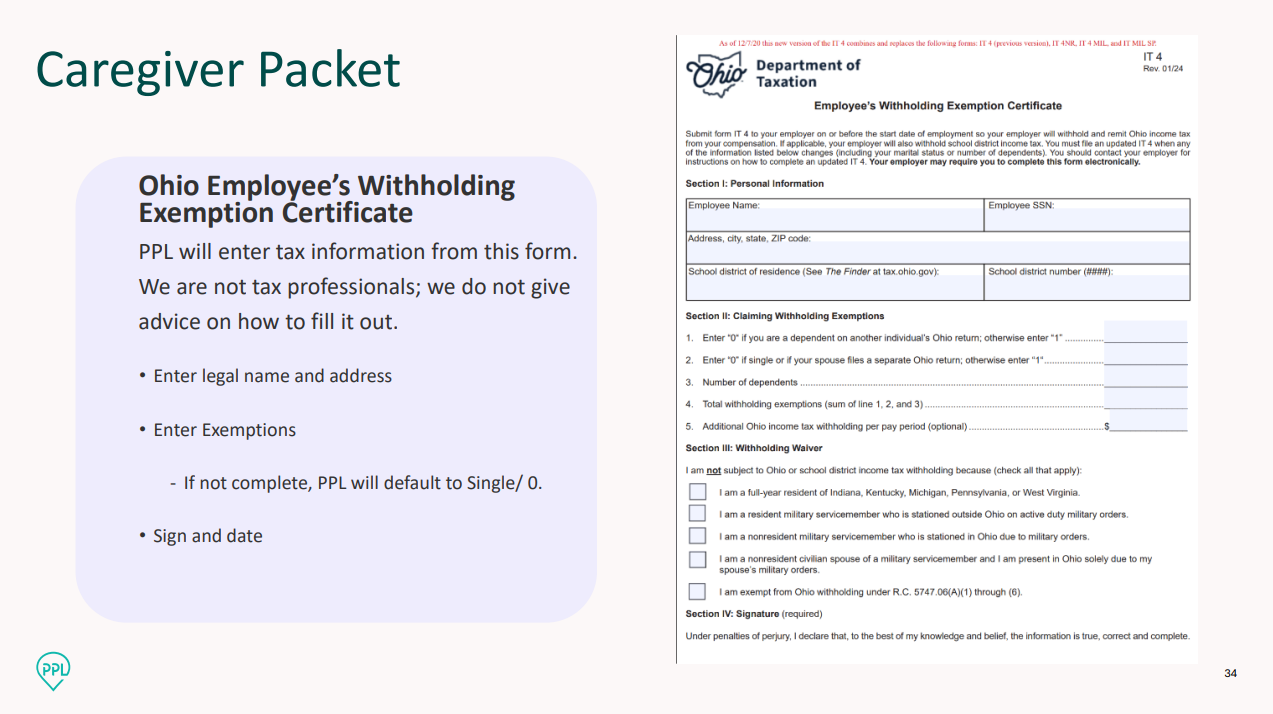 Caregiver Packet
Ohio Employee's Withholding
Exemption Certificate
PPL will enter tax information from this form.
We are not tax professionals; we do not give
advice on how to fill it out.
• Enter legal name and address
• Enter Exemptions
- If not complete, PPL will default to Single/ 0.
• Sign and date
PPL
As of 12/7/20 this new version of the IT 4 combines and replaces the following forms: IT 4 (previous version), IT 4NR, IT 4 MIL, and IT MIL SP.
Ohio
Department of
Taxation
IT 4
Rev. 01/24
Employee's Withholding Exemption Certificate
Submit form IT 4 to your employer on or before the start date of employment so your employer will withhold and remit Ohio income tax
from your compensation. If applicable, your employer will also withhold school district income tax. You must file an updated IT 4 when any
of the information listed below changes (including your marital status or number of dependents). You should contact your employer for
instructions on how to complete an updated IT 4. Your employer may require you to complete this form electronically.
Section I: Personal Information
Employee Name:
Employee SSN:
Address, city, state, ZIP code:
School district of residence (See The Finder at tax.ohio.gov):
School district number (####):
Section II: Claiming Withholding Exemptions
1. Enter "0" if you are a dependent on another individual's Ohio return; otherwise enter "1"
2. Enter "0" if single or if your spouse files a separate Ohio return; otherwise enter "1"
3. Number of dependents
4. Total withholding exemptions (sum of line 1, 2, and 3)
5. Additional Ohio income tax withholding per pay period (optional) $
Section III: Withholding Waiver
I am not subject to Ohio or school district income tax withholding because (check all that apply):
I am a full-year resident of Indiana, Kentucky, Michigan, Pennsylvania, or West Virginia.
I am a resident military servicemember who is stationed outside Ohio on active duty military orders.
I am a nonresident military servicemember who is stationed in Ohio due to military orders.
I am a nonresident civilian spouse of a military servicemember and I am present in Ohio solely due to my
spouse's military orders.
I am exempt from Ohio withholding under R.C. 5747.06(A)(1) through (6).
Section IV: Signature (required)
Under penalties of perjury, I declare that, to the best of my knowledge and belief, the information is true, correct and complete.
34